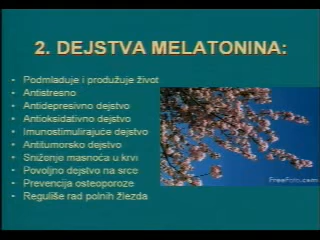 2. DEJSTVA MELATONINA:
• Podmlađuje i produžuje život
• Antistresno
• Antidepresivno dejstvo
• Antioksidativno dejstvo
• Imunostimulirajuće dejstvo
• Antitumorsko dejstvo
• Sniženje masnoća u krvi
• Povoljno dejstvo na srce
• Prevencija osteoporoze
• Reguliše rad polnih žlezda
FreeFoto.com